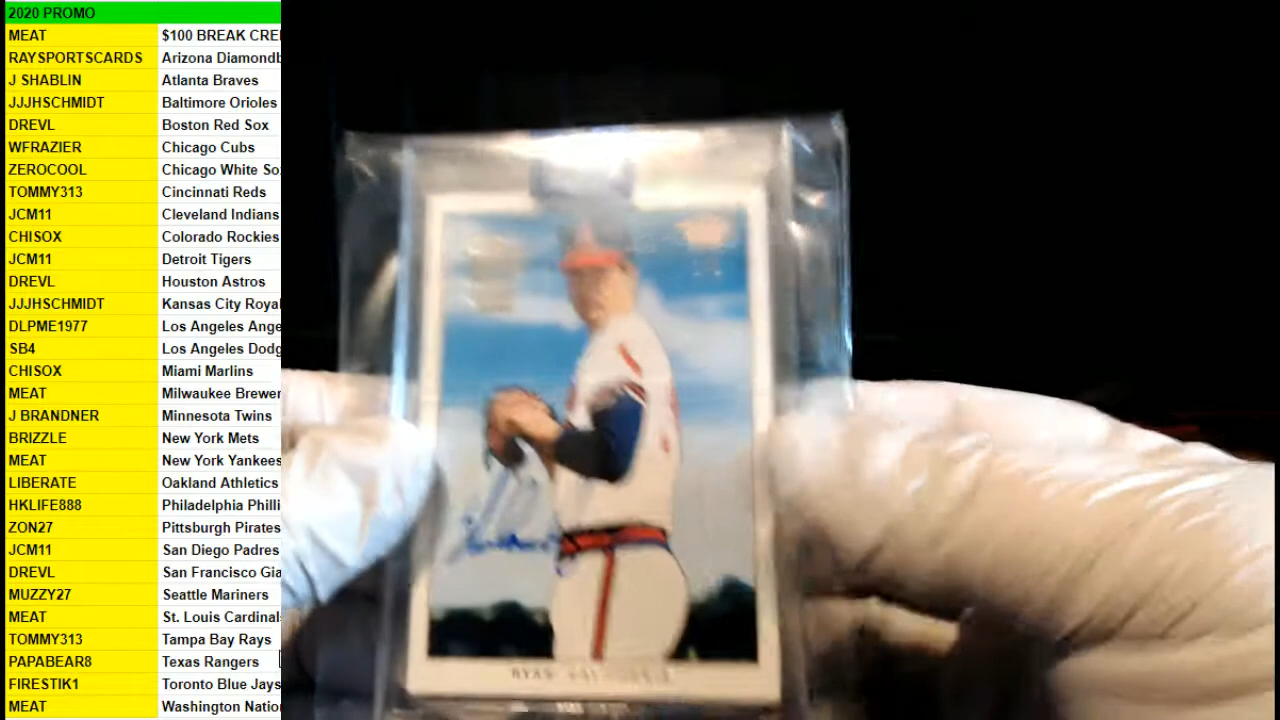 2020 PROMO
MEAT $100 BREAK CRE
RAYSPORTSCARDS Arizona Diamondb
J SHABLIN Atlanta Braves
JJJHSCHMIDT Baltimore Orioles
DREVL Boston Red Sox
WFRAZIER Chicago Cubs
ZEROCOOL Chicago White So
TOMMY313 Cincinnati Reds
JCM11 Cleveland Indians
CHISOX Colorado Rockies
JCM11 Detroit Tigers
DREVL Houston Astros
JJJHSCHMIDT Kansas City Royal
DLPME1977 Los Angeles Ange
SB4 Los Angeles Dodg
CHISOX Miami Marlins
MEAT Milwaukee Brewer
J BRANDNER Minnesota Twins
BRIZZLE New York Mets
MEAT New York Yankees
LIBERATE Oakland Athletics
HKLIFE888 Philadelphia Philli
ZON27 Pittsburgh Pirates
JCM11 San Diego Padres
DREVL San Francisco Gia
MUZZY27 Seattle Mariners
MEAT St. Louis Cardinals
TOMMY313 Tampa Bay Rays
PAPABEAR8 Texas Rangers
FIRESTIK1 Toronto Blue Jays
MEAT Washington Natio